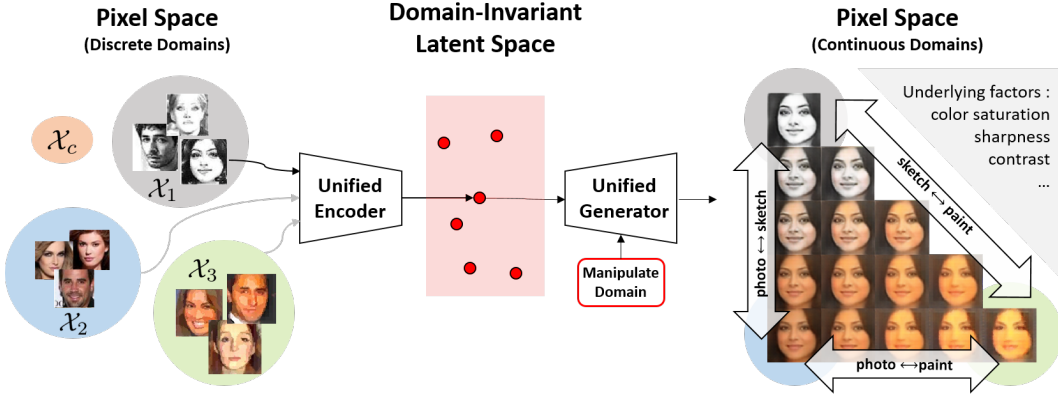 Pixel Space
(Discrete Domains)
Domain-Invariant
Latent Space
Pixel Space
(Continuous Domains)
𝒳c
𝒳1
𝒳2
𝒳3
Unified
Encoder
Unified
Generator
Manipulate
Domain
Underlying factors :
color saturation
sharpness
contrast
...
sketch ↔ paint
photo ↔ sketch
photo ↔paint